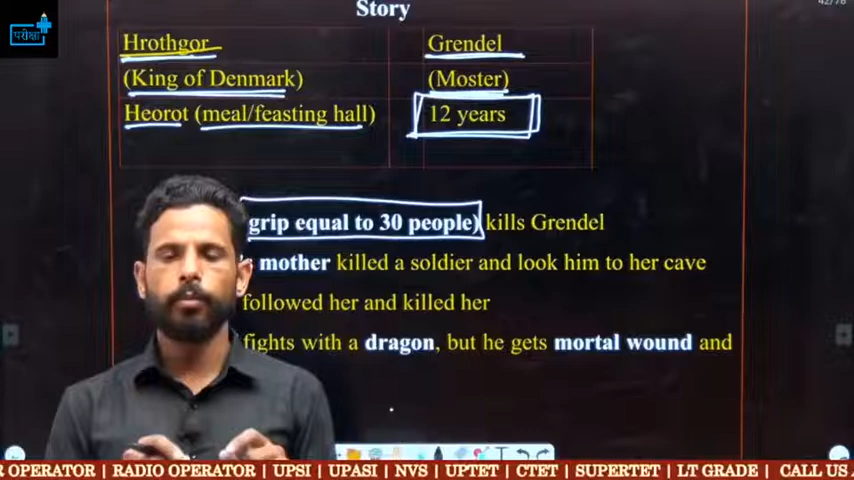 42/78
Story
परीक्षा
Hrothgor
Grendel
(King of Denmark)
(Moster)
Heorot (meal/feasting hall)
12 years
grip equal to 30 people) kills Grendel
mother killed a soldier and look him to her cave
followed her and killed her
fights with a dragon, but he gets mortal wound and
OPERATOR | RADIO OPERATOR | UPSI | UPASI | NVS | UPTET | CTET | SUPERTET | LT GRADE | CALL US